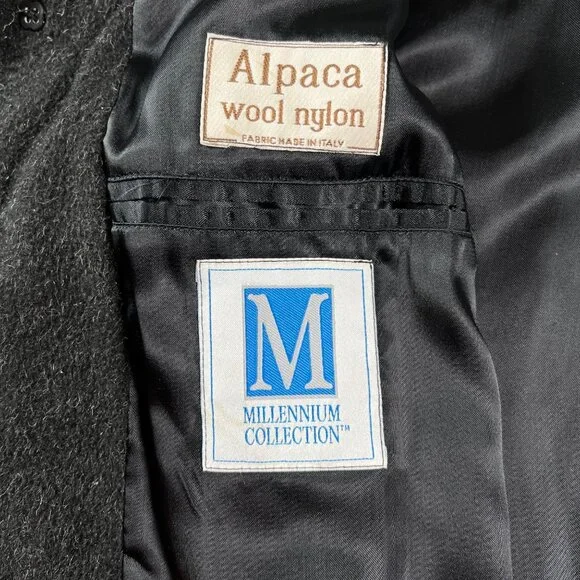 Alpaca
wool nylon
FABRIC MADE IN ITALY
M
MILLENNIUM
COLLECTION™